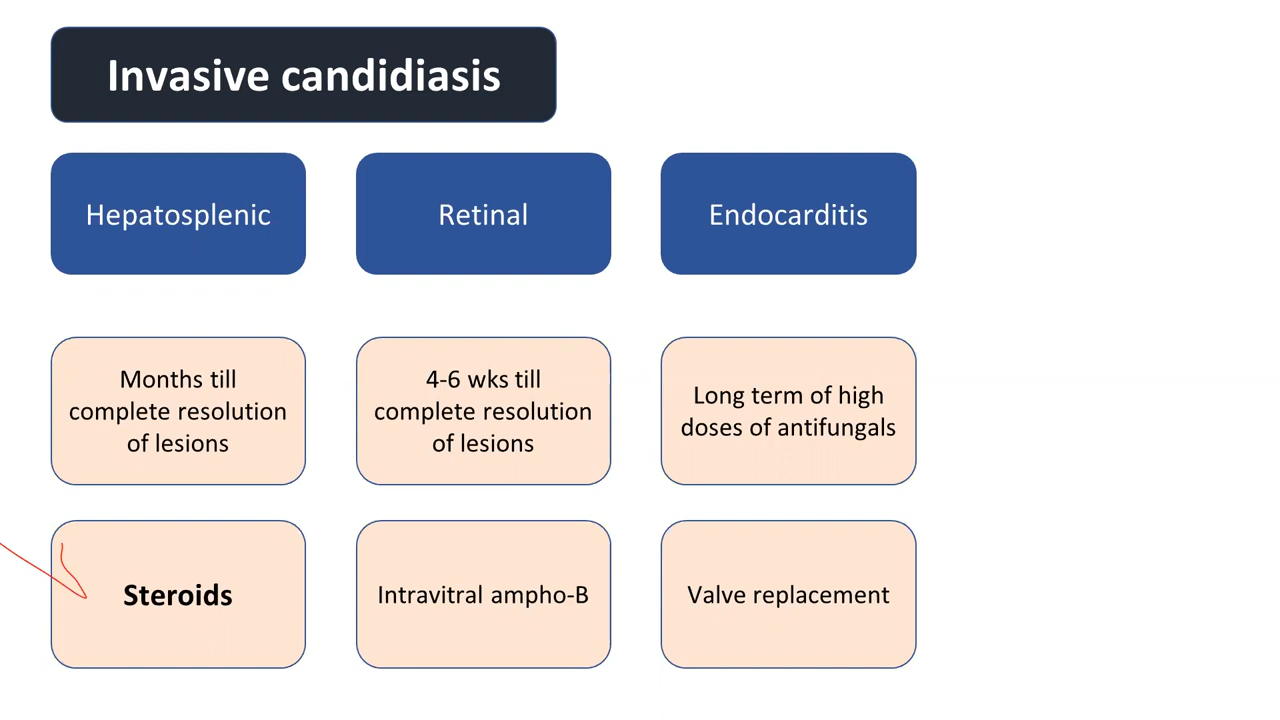 Invasive candidiasis
Hepatosplenic
Retinal
Endocarditis
Months till
complete resolution
of lesions
4-6 wks till
complete resolution
of lesions
Long term of high
doses of antifungals
Steroids
Intravitral ampho-B
Valve replacement